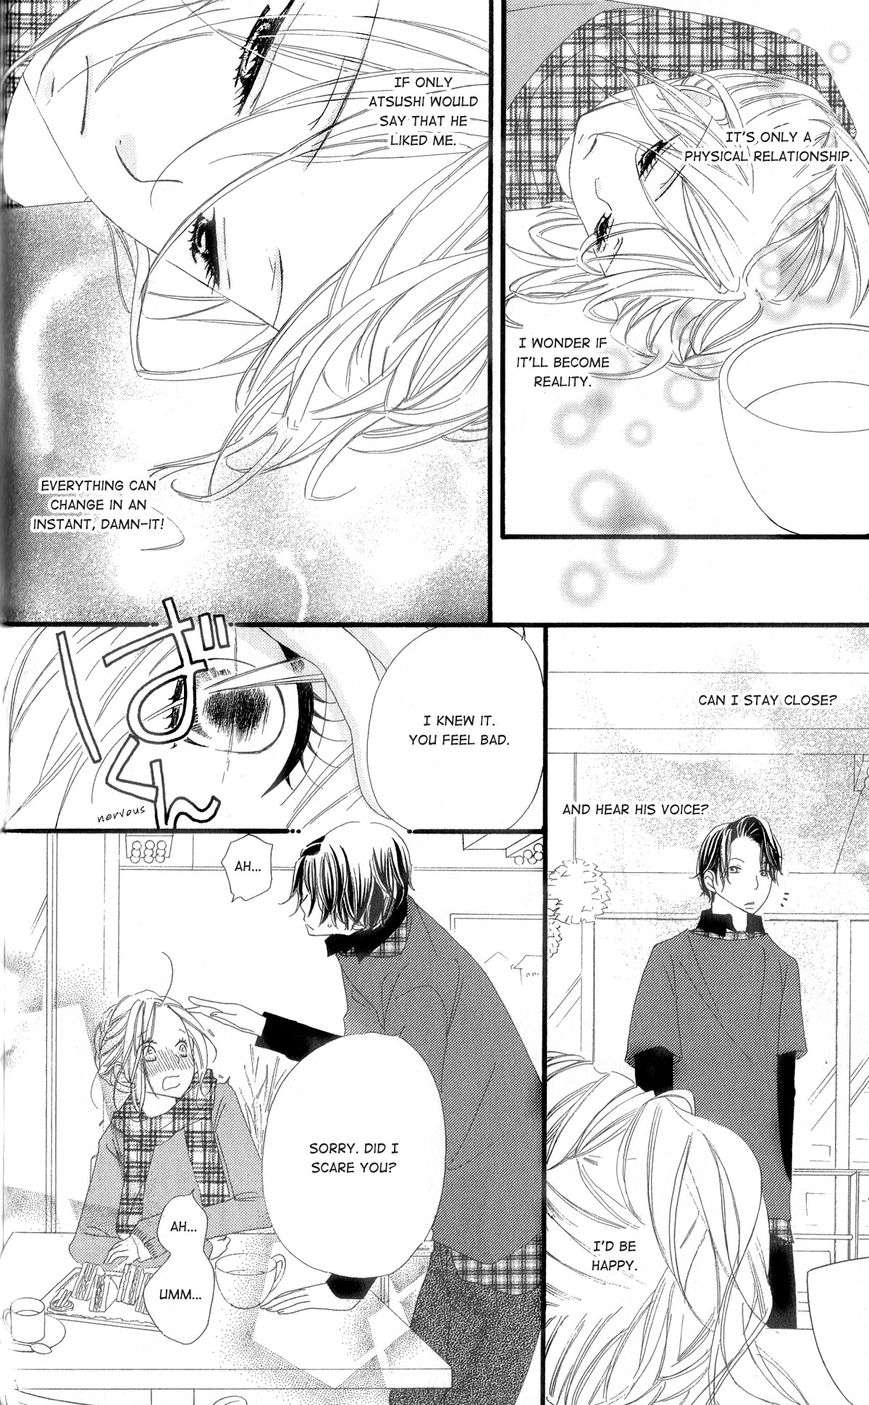 IT'S ONLY A
PHYSICAL RELATIONSHIP.
I WONDER IF
IT'LL BECOME
REALITY.
IF ONLY
ATSUSHI WOULD
SAY THAT HE
LIKED ME.
EVERYTHING CAN
CHANGE IN AN
INSTANT, DAMN-IT!
CAN I STAY CLOSE?
AND HEAR HIS VOICE?
I'D BE
HAPPY.
I KNEW IT.
YOU FEEL BAD.
ばくん
nervous
AH...
SORRY. DID I
SCARE YOU?
AH...
UMM...